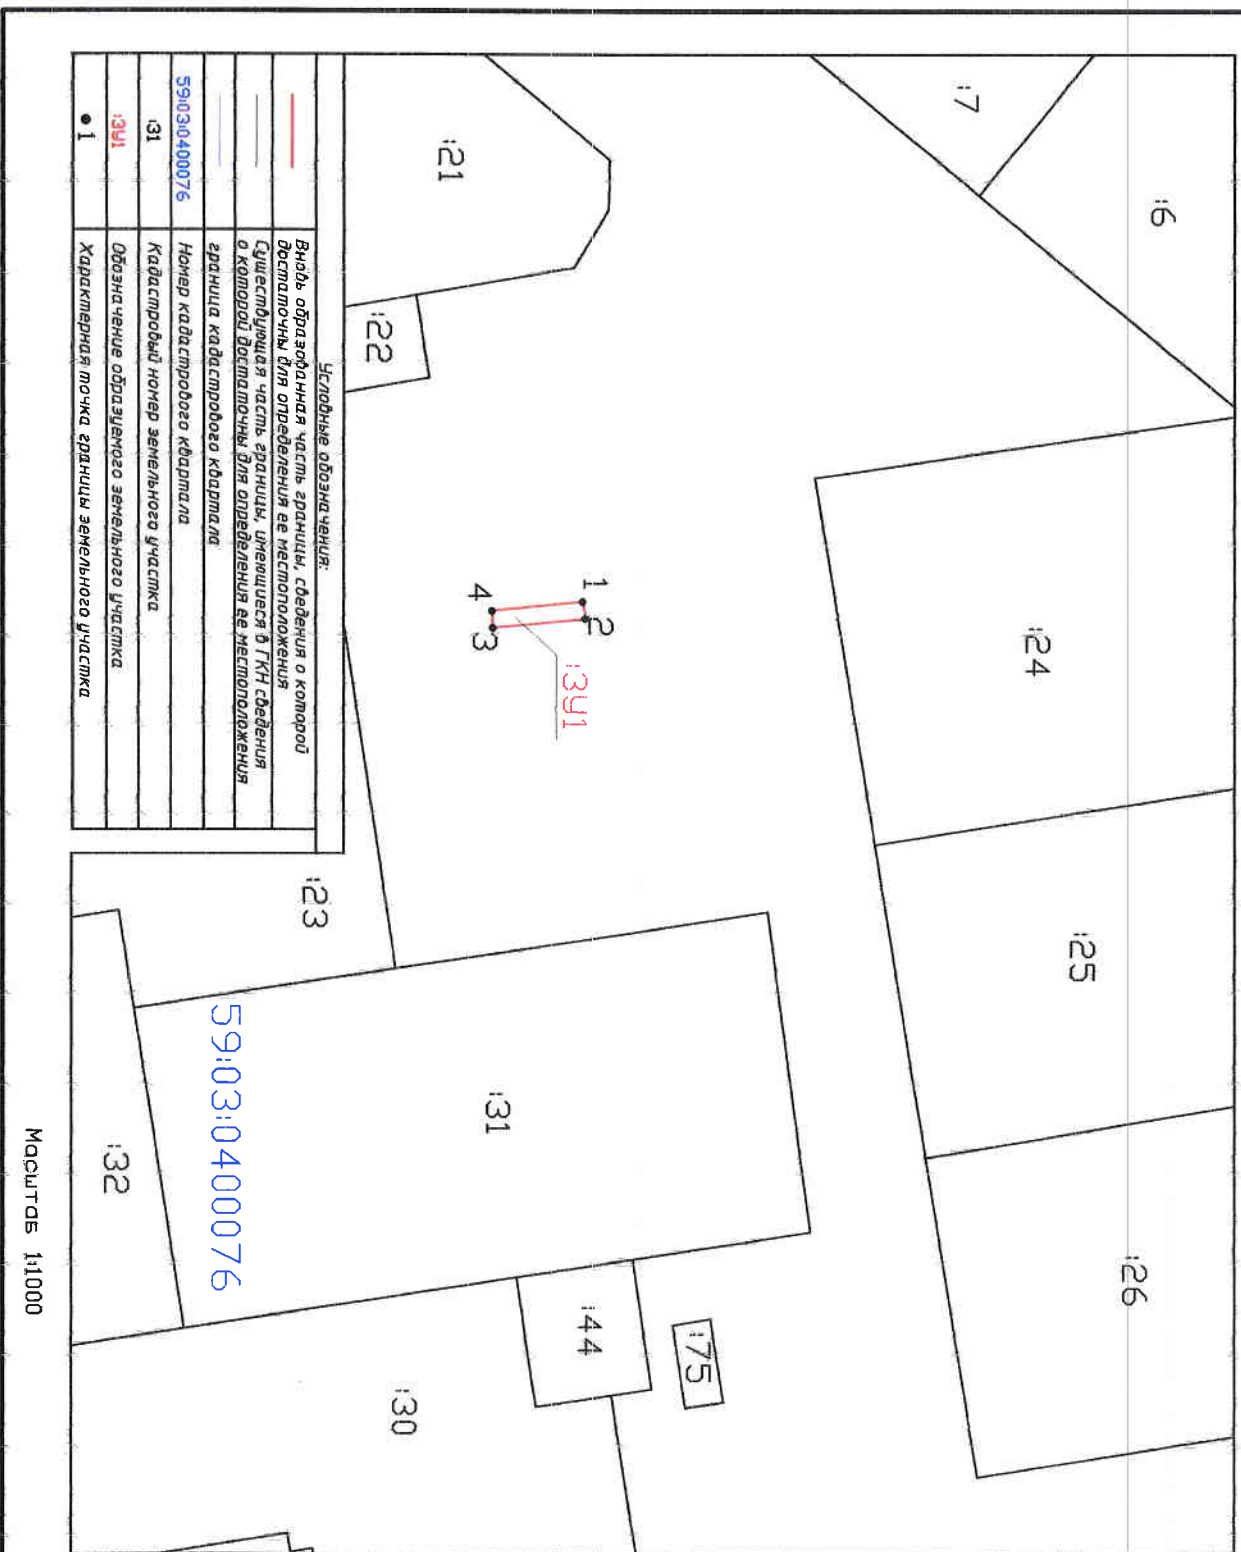 :6
:7
:24
:25
:26
:21
:22
1
2
3
4
:ЗУ1
:31
:44
:75
:30
:23
:32
59:03:0400076
Условные обозначения:
Вновь образованная часть границы, сведения о которой
достаточны для определения ее местоположения
Существующая часть границы, имеющиеся в ГКН сведения
о которой достаточны для определения ее местоположения
граница кадастрового квартала
59:03:0400076 Номер кадастрового квартала
:31 Кадастровый номер земельного участка
:ЗУ1 Обозначение образуемого земельного участка
1 Характерная точка границы земельного участка
Масштаб 1:1000